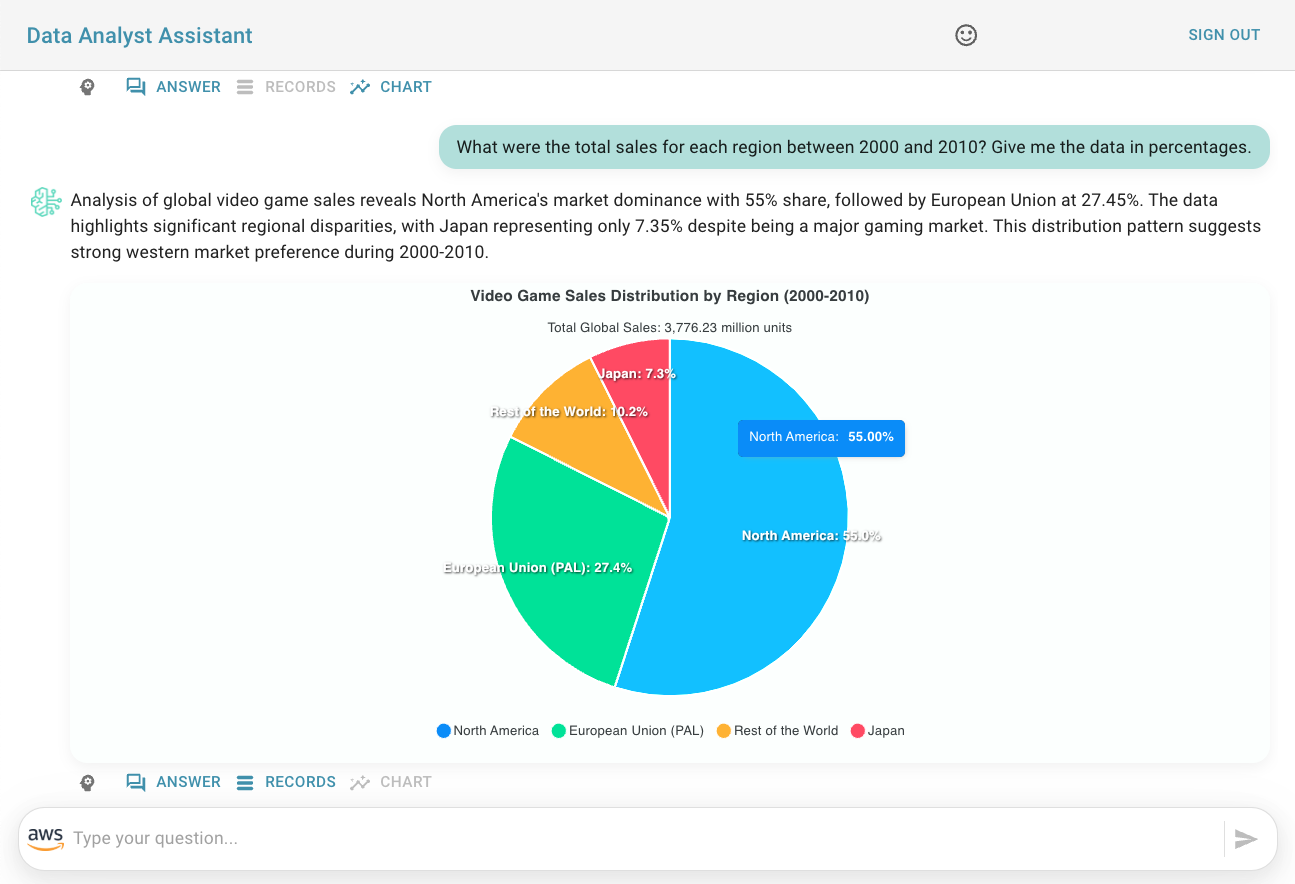 Data Analyst Assistant
SIGN OUT
ANSWER RECORDS CHART
What were the total sales for each region between 2000 and 2010? Give me the data in percentages.
Analysis of global video game sales reveals North America's market dominance with 55% share, followed by European Union at 27.45%. The data
highlights significant regional disparities, with Japan representing only 7.35% despite being a major gaming market. This distribution pattern suggests
strong western market preference during 2000-2010.
Video Game Sales Distribution by Region (2000-2010)
Total Global Sales: 3,776.23 million units
Japan: 7.3%
Rest of the World: 10.2%
North America: 55.00%
North America: 55.0%
European Union (PAL): 27.4%
North America European Union (PAL) Rest of the World Japan
ANSWER RECORDS CHART
aws Type your question...